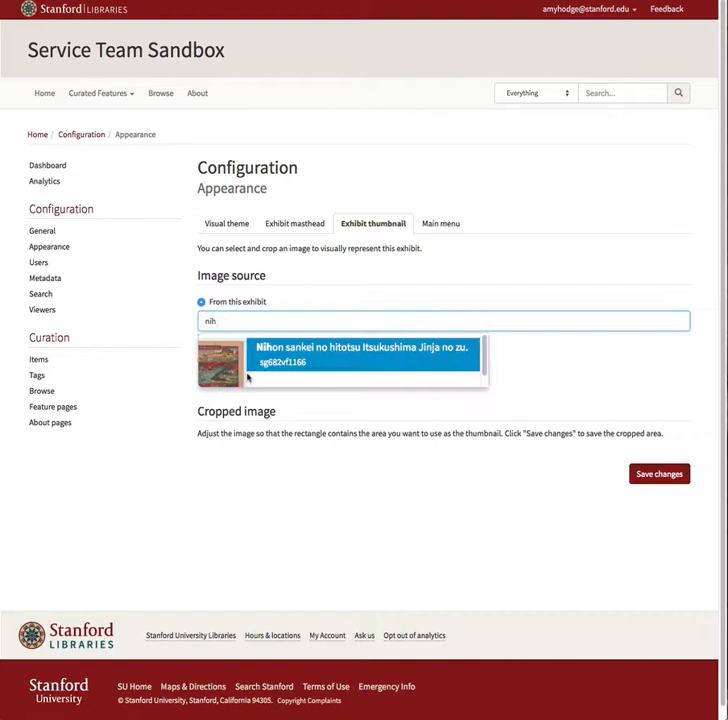 Stanford LIBRARIES
amyhodge@stanford.edu Feedback
Service Team Sandbox
Home Curated Features Browse About
Everything Search...
Home / Configuration / Appearance
Dashboard
Analytics
Configuration
General
Appearance
Users
Metadata
Search
Viewers
Curation
Items
Tags
Browse
Feature pages
About pages
Configuration
Appearance
Visual theme Exhibit masthead Exhibit thumbnail Main menu
You can select and crop an image to visually represent this exhibit.
Image source
From this exhibit
nih
Nihon sankei no hitotsu Itsukushima Jinja no zu.
sg682vf1166
Cropped image
Adjust the image so that the rectangle contains the area you want to use as the thumbnail. Click "Save changes" to save the cropped area.
Save changes
Stanford
LIBRARIES
Stanford University Libraries Hours & locations My Account Ask us Opt out of analytics
Stanford
University
SU Home Maps & Directions Search Stanford Terms of Use Emergency Info
© Stanford University, Stanford, California 94305. Copyright Complaints